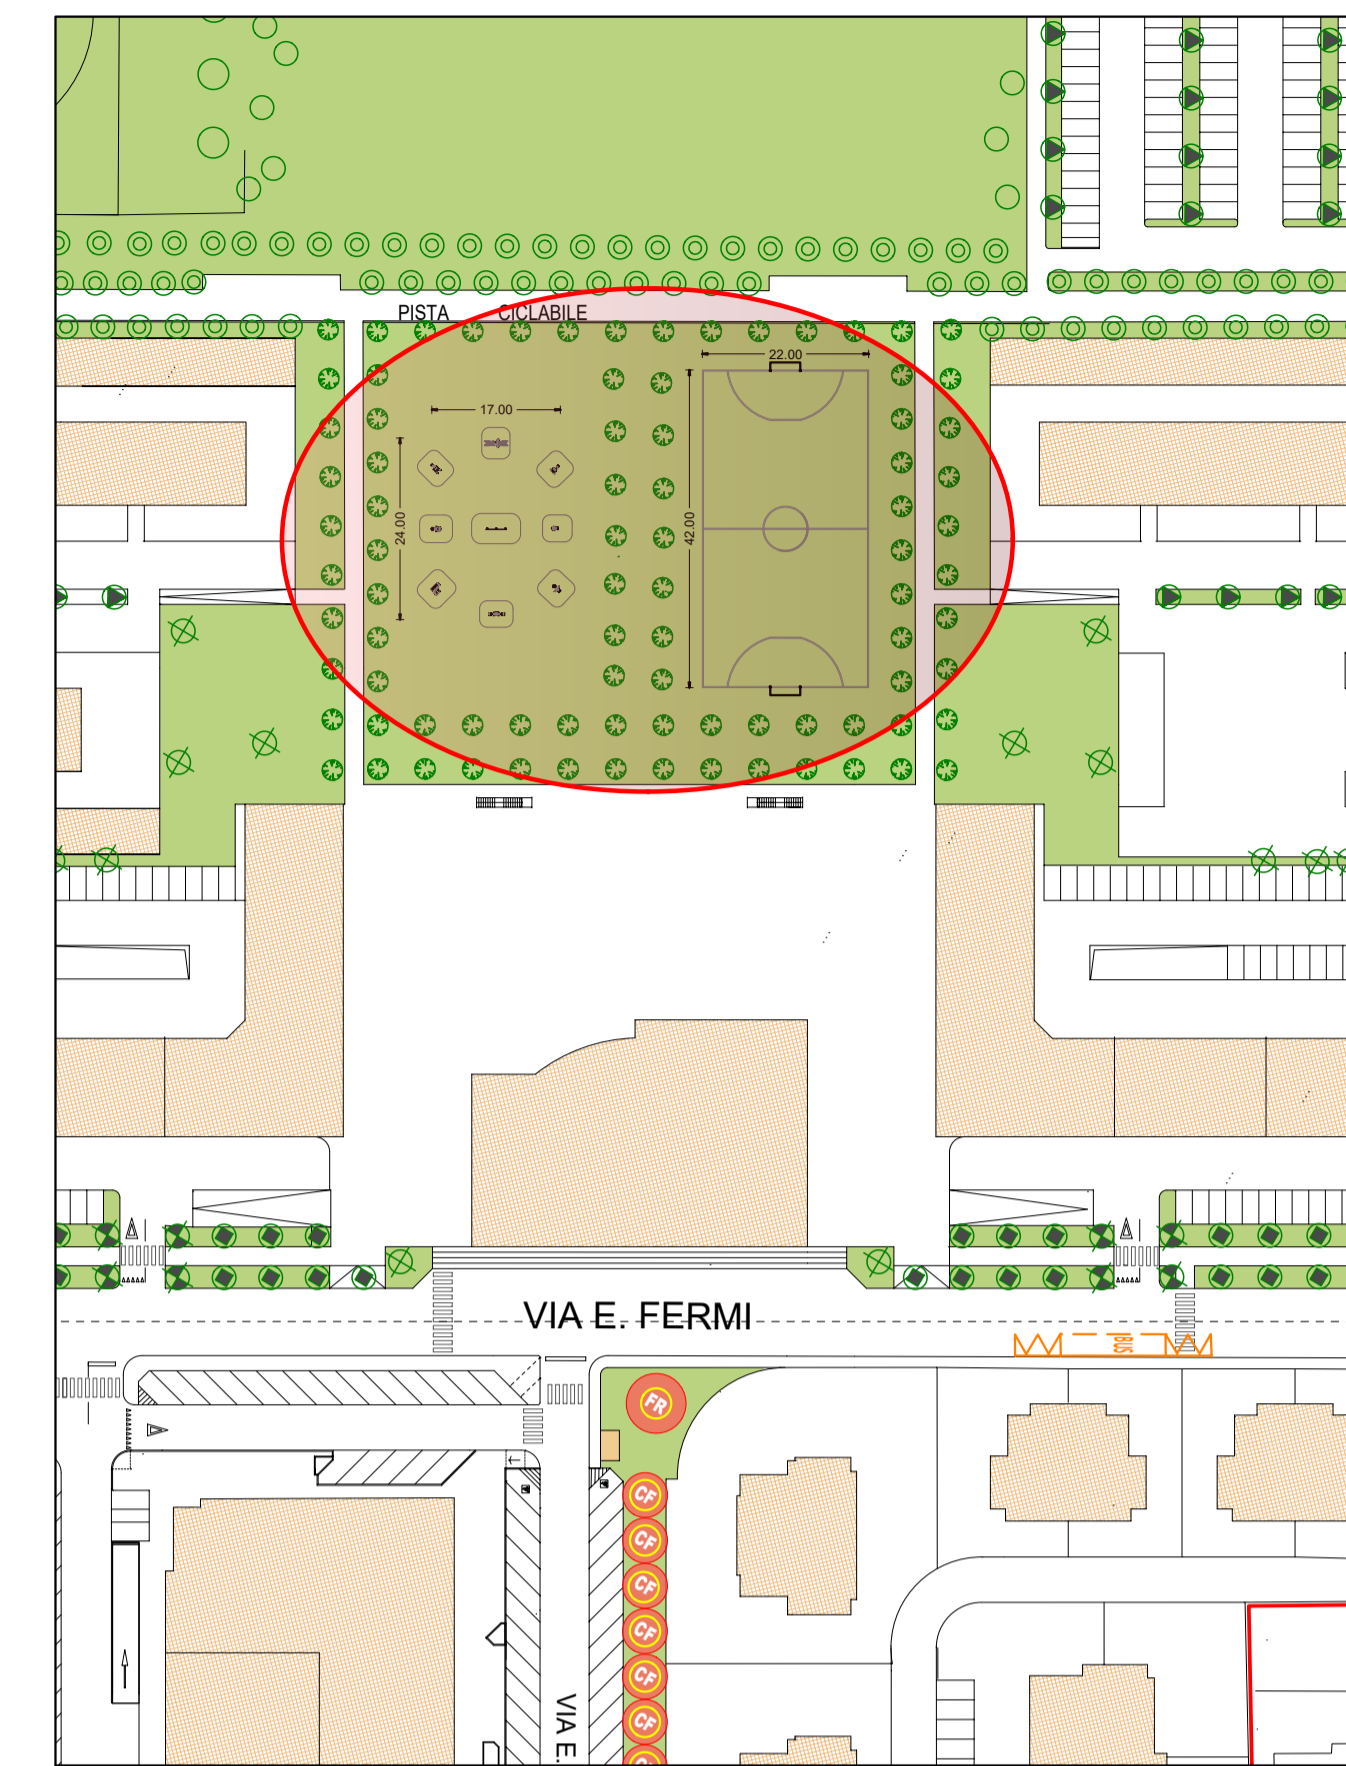 PISTA CICLABILE
22.00
17.00
24.00
42.00
VIA E. FERMI
BUS
FR
CF
CF
CF
CF
CF
CF
VIA E.